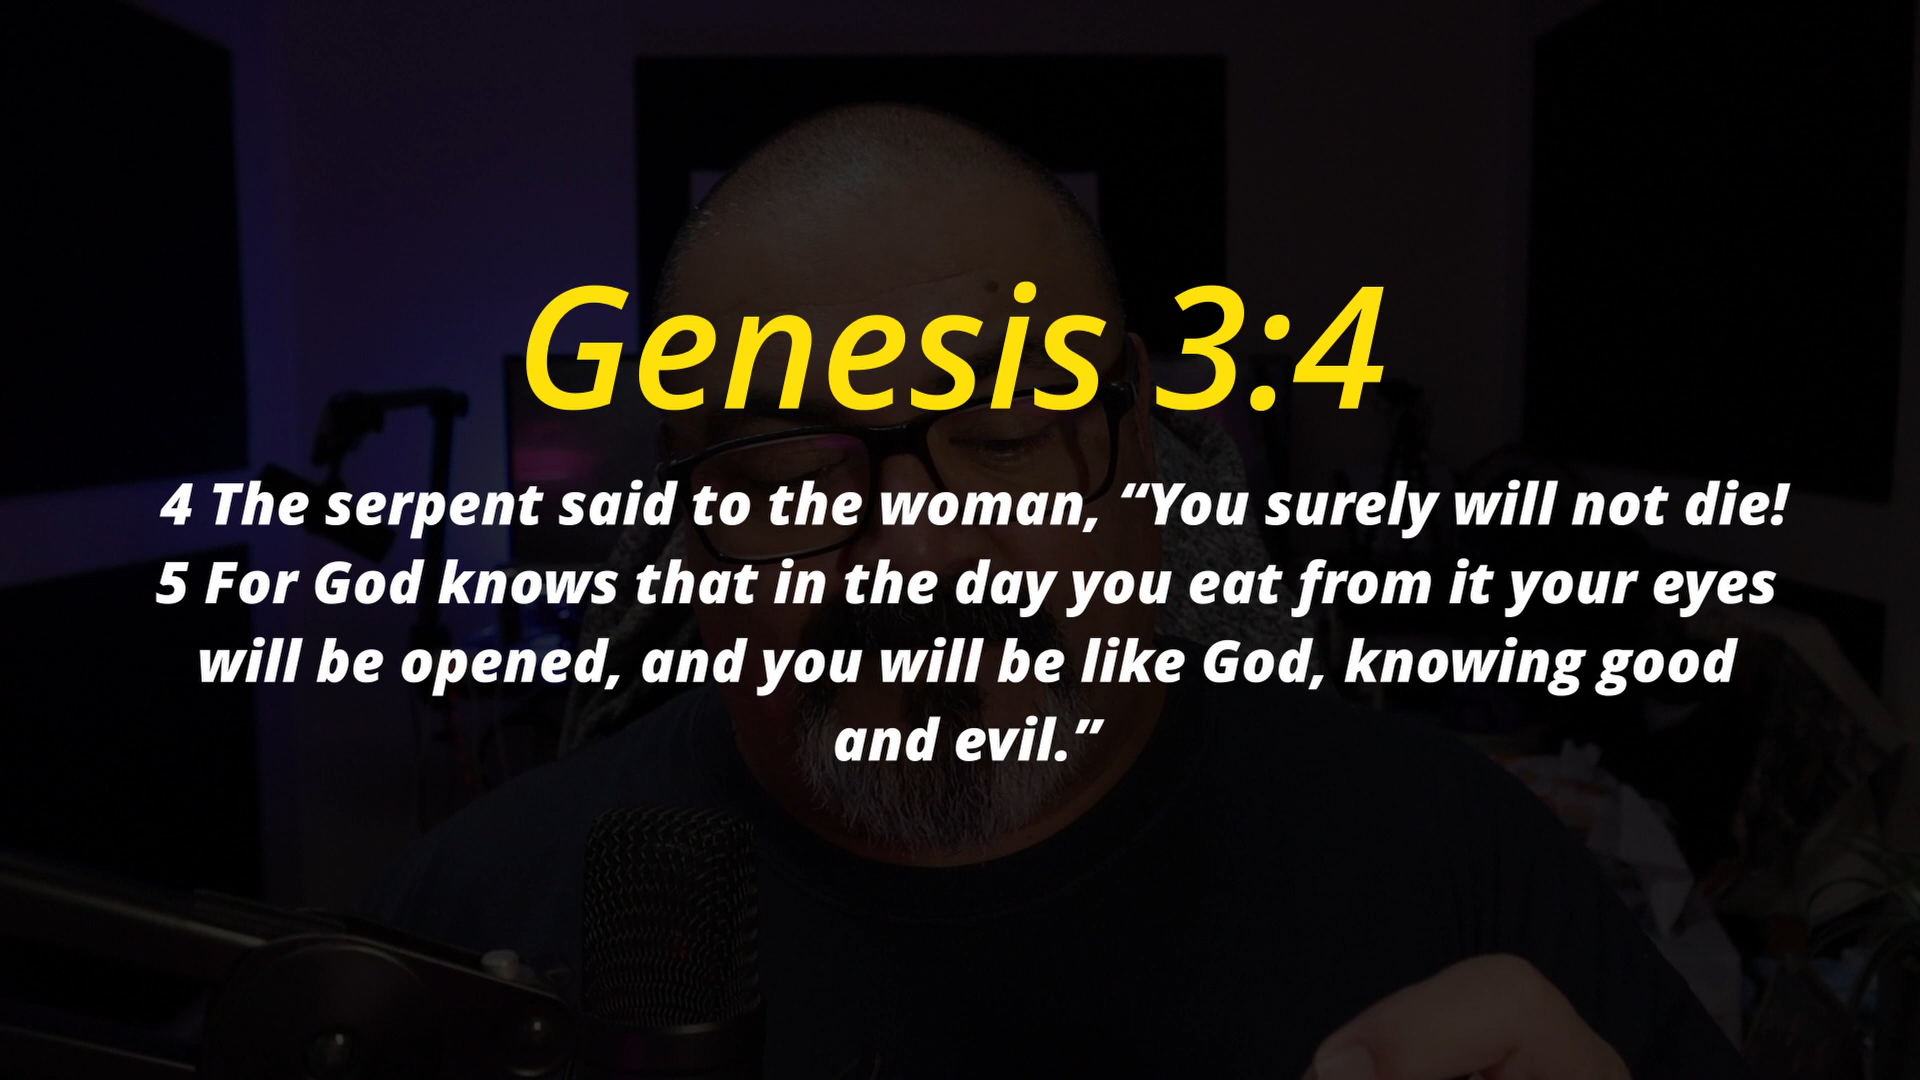 Genesis 3:4
4 The serpent said to the woman, “You surely will not die!
5 For God knows that in the day you eat from it your eyes
will be opened, and you will be like God, knowing good
and evil.”